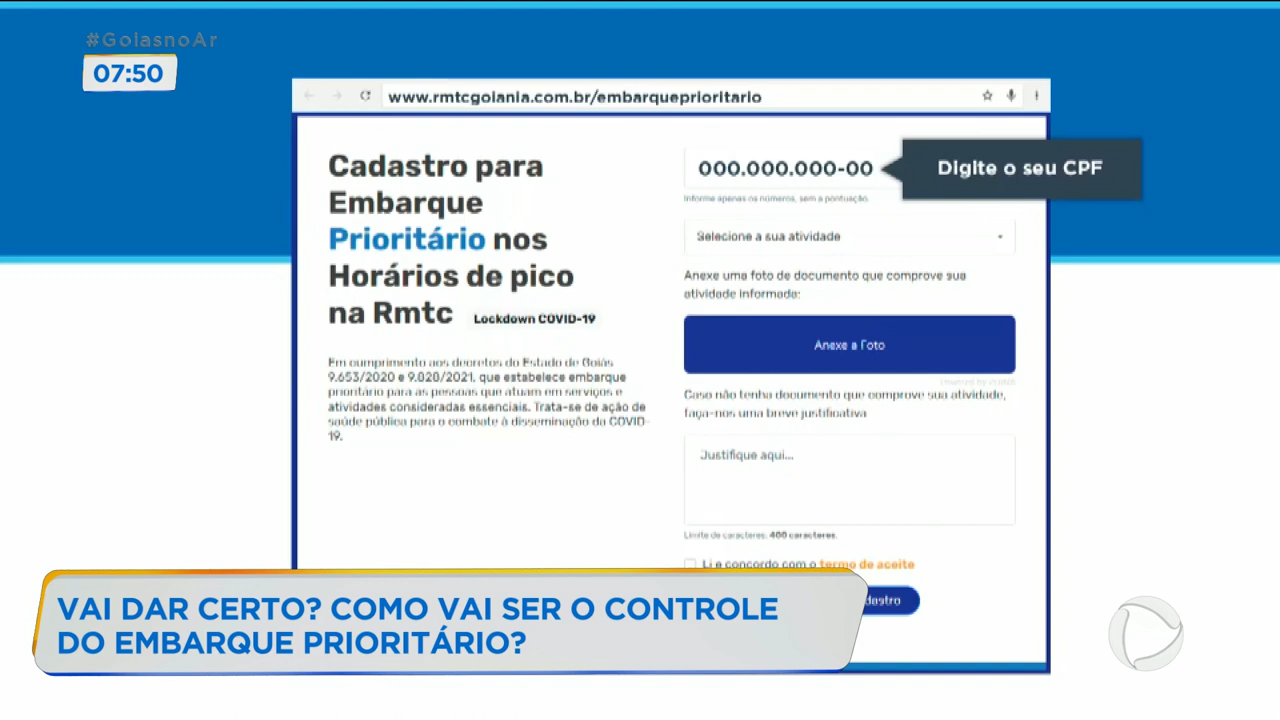 #GoiasnoAr
07:50
www.rmtcgoiania.com.br/embarqueprioritario
Cadastro para
Embarque
Prioritário nos
Horários de pico
na Rmtc Lockdown COVID-19
Em cumprimento aos decretos do Estado de Goiás
9.653/2020 e 9.828/2021, que estabelece embarque
prioritário para as pessoas que atuam em serviços e
atividades consideradas essenciais. Trata-se de ação de
saúde pública para o combate à disseminação da COVID-
19.
000.000.000-00
Digite o seu CPF
Informe apenas os números, sem a pontuação.
Selecione a sua atividade
Anexe uma foto de documento que comprove sua
atividade informada:
Anexe a Foto
Caso não tenha documento que comprove sua atividade,
faça-nos uma breve justificativa
Justifique aqui...
Limite de caracteres: 400 caracteres.
Li e concordo com o termo de aceite
dastro
VAI DAR CERTO? COMO VAI SER O CONTROLE
DO EMBARQUE PRIORITÁRIO?